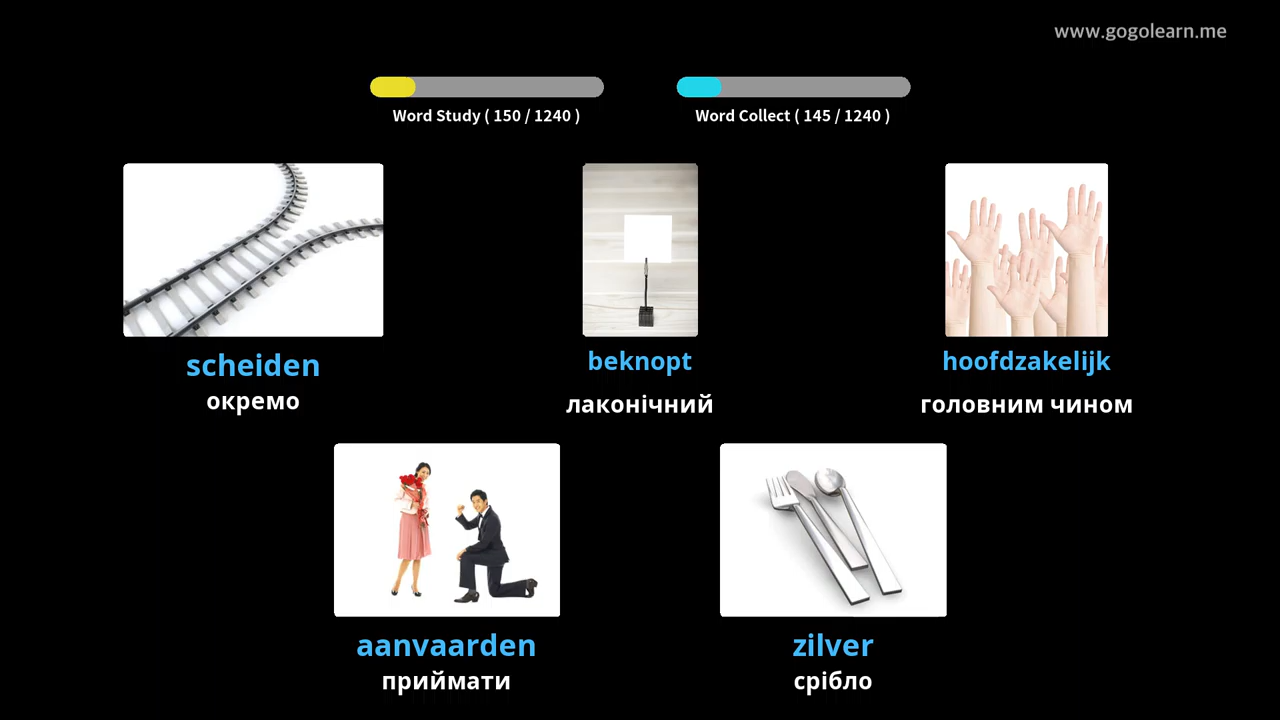 www.gogolearn.me
Word Study ( 150 / 1240 )
Word Collect ( 145 / 1240 )
scheiden
окремо
beknopt
лаконічний
hoofdzakelijk
головним чином
aanvaarden
приймати
zilver
срібло